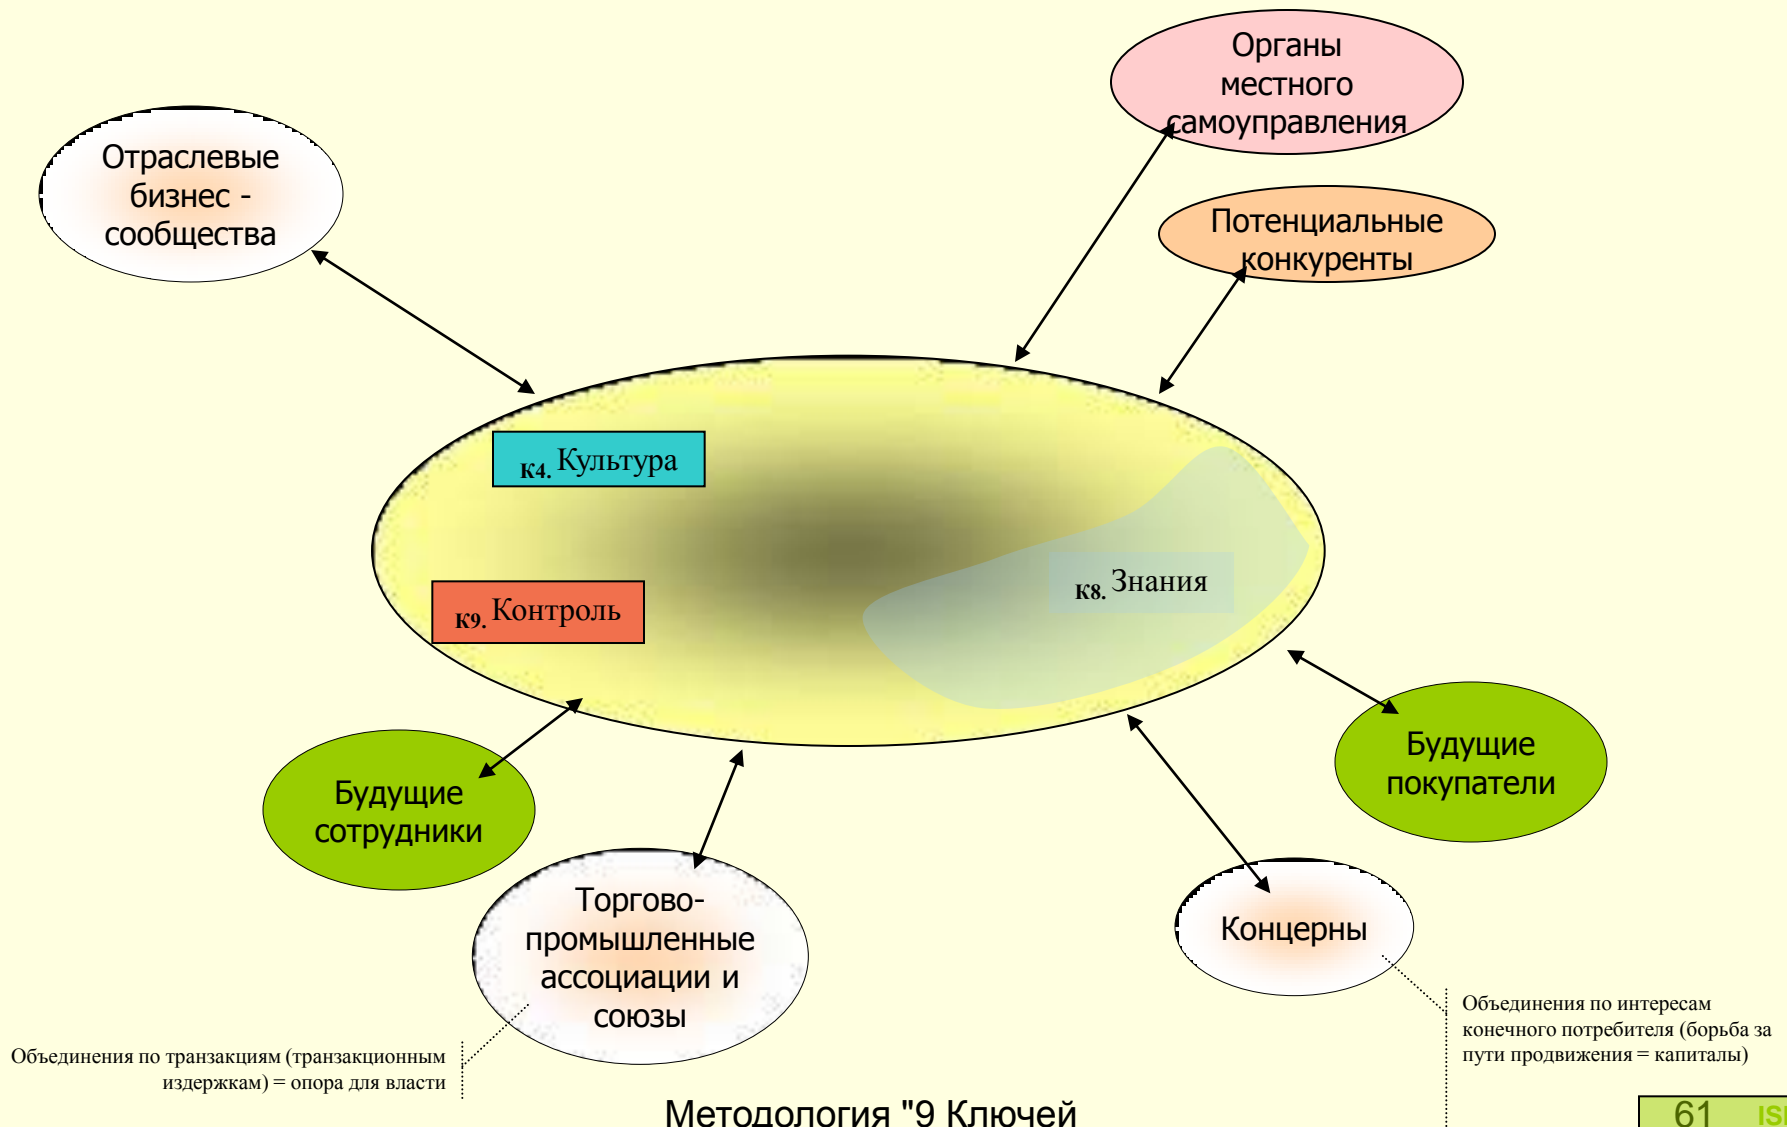 Органы
местного
самоуправления
Отраслевые
бизнес -
сообщества
Потенциальные
конкуренты
К4. Культура
К8. Знания
К9. Контроль
Будущие
покупатели
Будущие
сотрудники
Торгово-
промышленные
ассоциации и
союзы
Концерны
Объединения по интересам
конечного потребителя (борьба за
пути продвижения = капиталы)
Объединения по транзакциям (транзакционным
издержкам) = опора для власти
Методология "9 Ключей
61